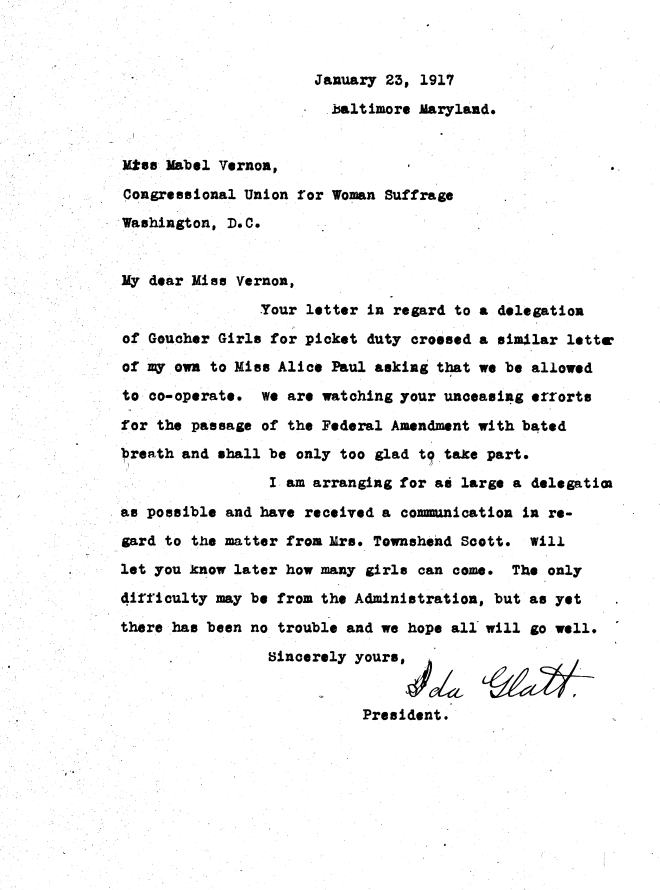 January 23, 1917
Baltimore Maryland.
Miss Mabel Vernon,
Congressional Union for Woman Suffrage
Washington, D.C.
My dear Miss Vernon,
Your letter in regard to a delegation
of Goucher Girls for picket duty crossed a similar letter
of my own to Miss Alice Paul asking that we be allowed
to co-operate. We are watching your unceasing efforts
for the passage of the Federal Amendment with bated
breath and shall be only too glad to take part.
I am arranging for as large a delegation
as possible and have received a communication in re-
gard to the matter from Mrs. Townshend Scott. Will
let you know later how many girls can come. The only
difficulty may be from the Administration, but as yet
there has been no trouble and we hope all will go well.
Sincerely yours,
Ida Glatt.
President.